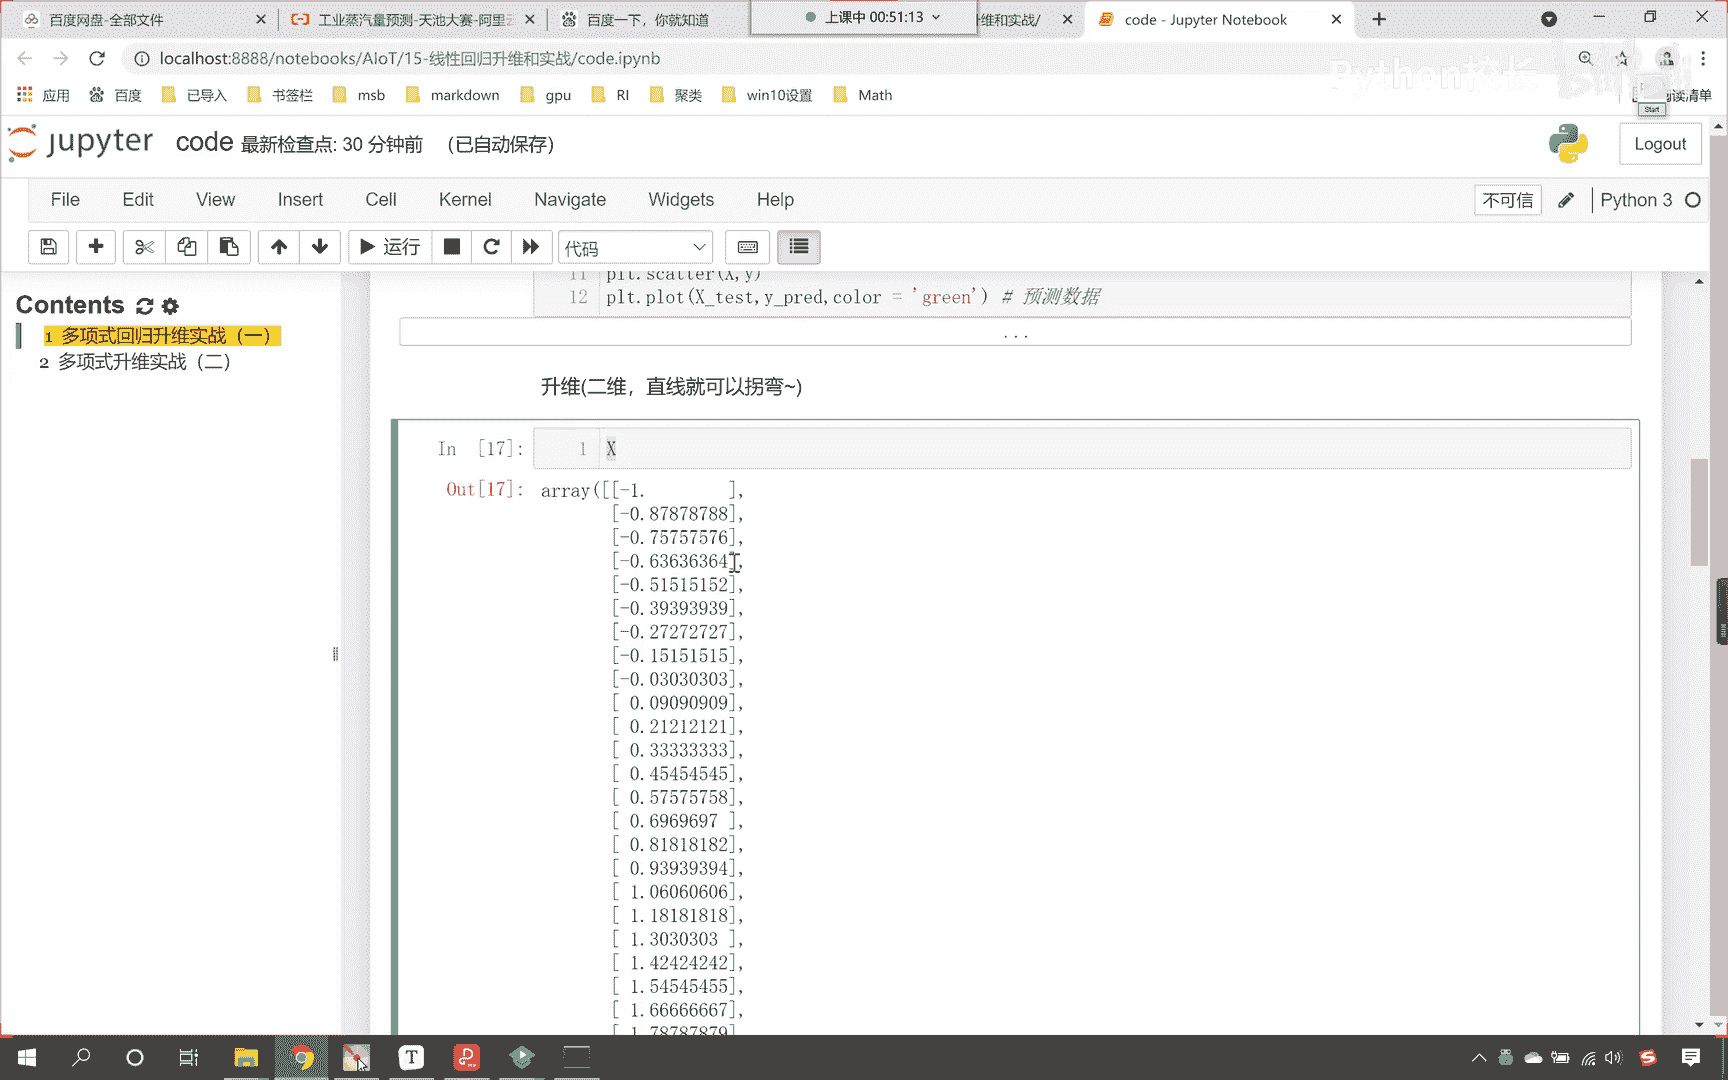 百度网盘-全部文件
工业蒸汽量预测-天池大赛-阿里云
百度一下，你就知道
上课中 00:51:13
维和实战/
code - Jupyter Notebook
localhost:8888/notebooks/AIoT/15-线性回归升维和实战/code.ipynb
Python校长
应用 百度 已导入 书签栏 msb markdown gpu RI 聚类 win10设置 Math 阅读清单
Start
jupyter code 最新检查点: 30 分钟前 (已自动保存)
Logout
File Edit View Insert Cell Kernel Navigate Widgets Help
不可信 Python 3
运行 代码
Contents
1 多项式回归升维实战（一）
2 多项式升维实战（二）
11 plt.scatter(X,y)
12 plt.plot(X_test,y_pred,color = 'green') # 预测数据
...
升维(二维，直线就可以拐弯~)
In [17]: 1 X
Out[17]: array([[-1. ],
[-0.87878788],
[-0.75757576],
[-0.63636364],
[-0.51515152],
[-0.39393939],
[-0.27272727],
[-0.15151515],
[-0.03030303],
[ 0.09090909],
[ 0.21212121],
[ 0.33333333],
[ 0.45454545],
[ 0.57575758],
[ 0.6969697 ],
[ 0.81818182],
[ 0.93939394],
[ 1.06060606],
[ 1.18181818],
[ 1.3030303 ],
[ 1.42424242],
[ 1.54545455],
[ 1.66666667],
[ 1.78787879]